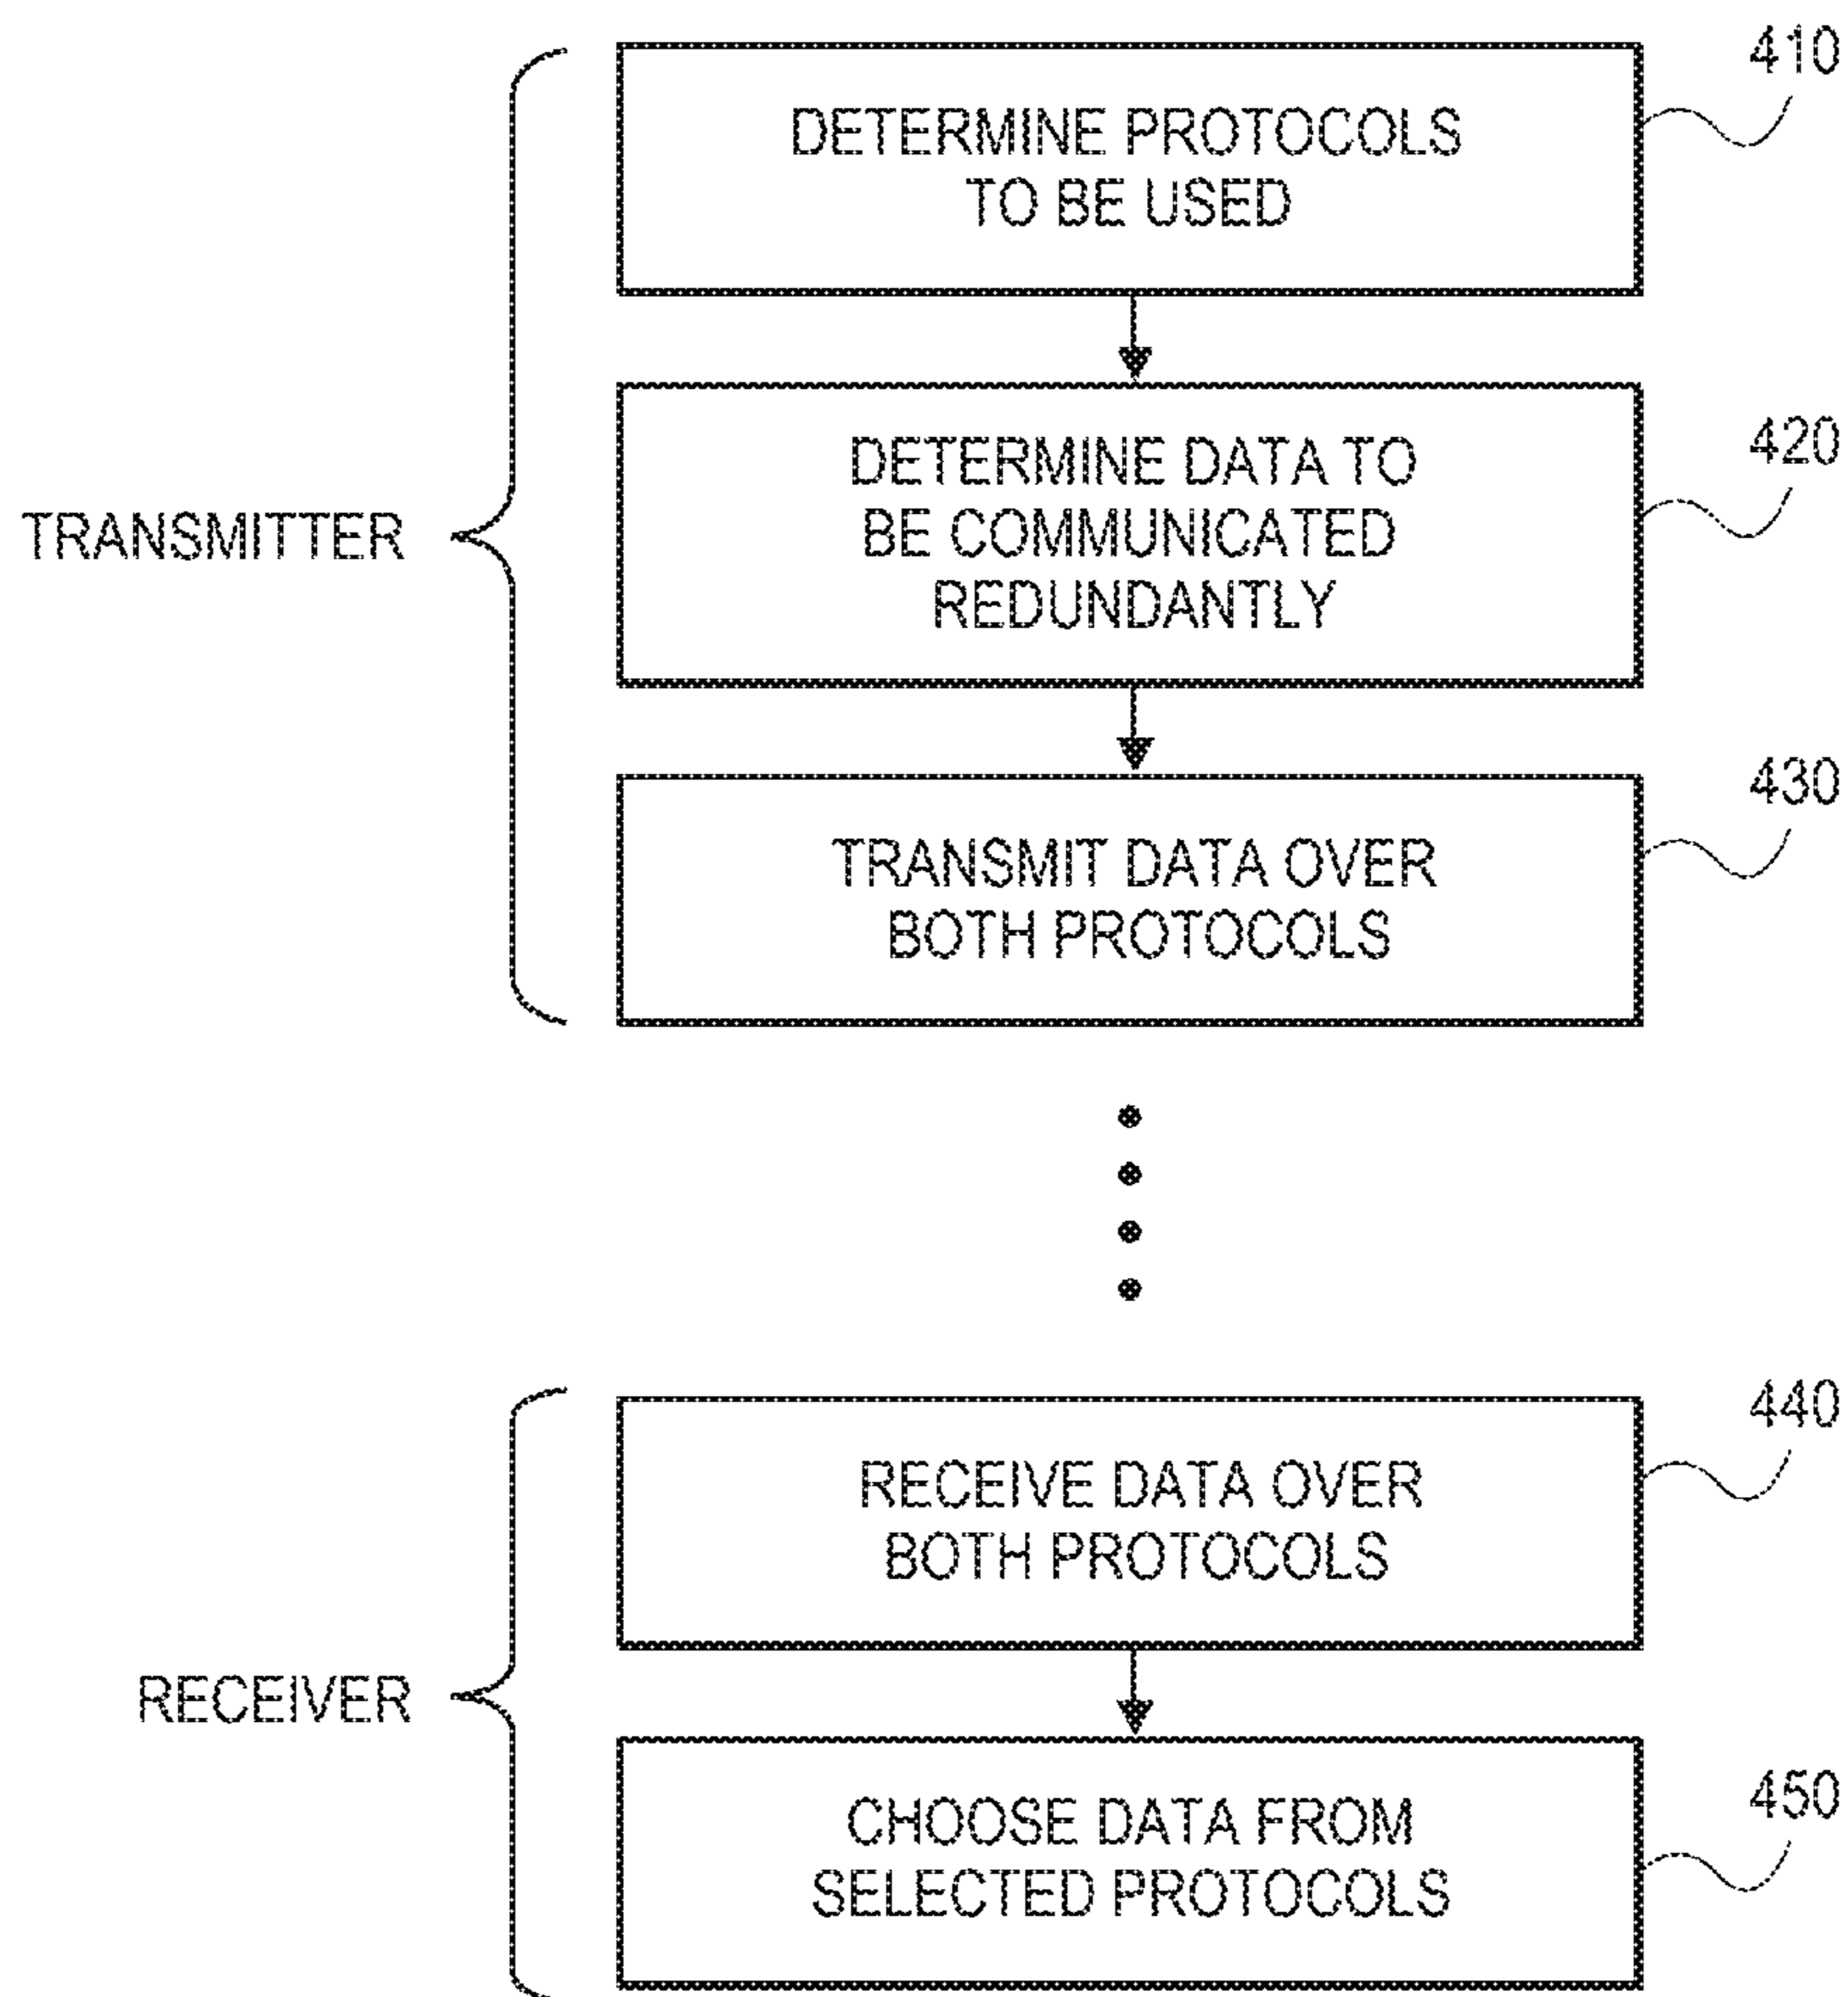 410
DETERMINE PROTOCOLS
TO BE USED
420
DETERMINE DATA TO
BE COMMUNICATED
REDUNDANTLY
TRANSMITTER
430
TRANSMIT DATA OVER
BOTH PROTOCOLS
440
RECEIVE DATA OVER
BOTH PROTOCOLS
RECEIVER
450
CHOOSE DATA FROM
SELECTED PROTOCOLS